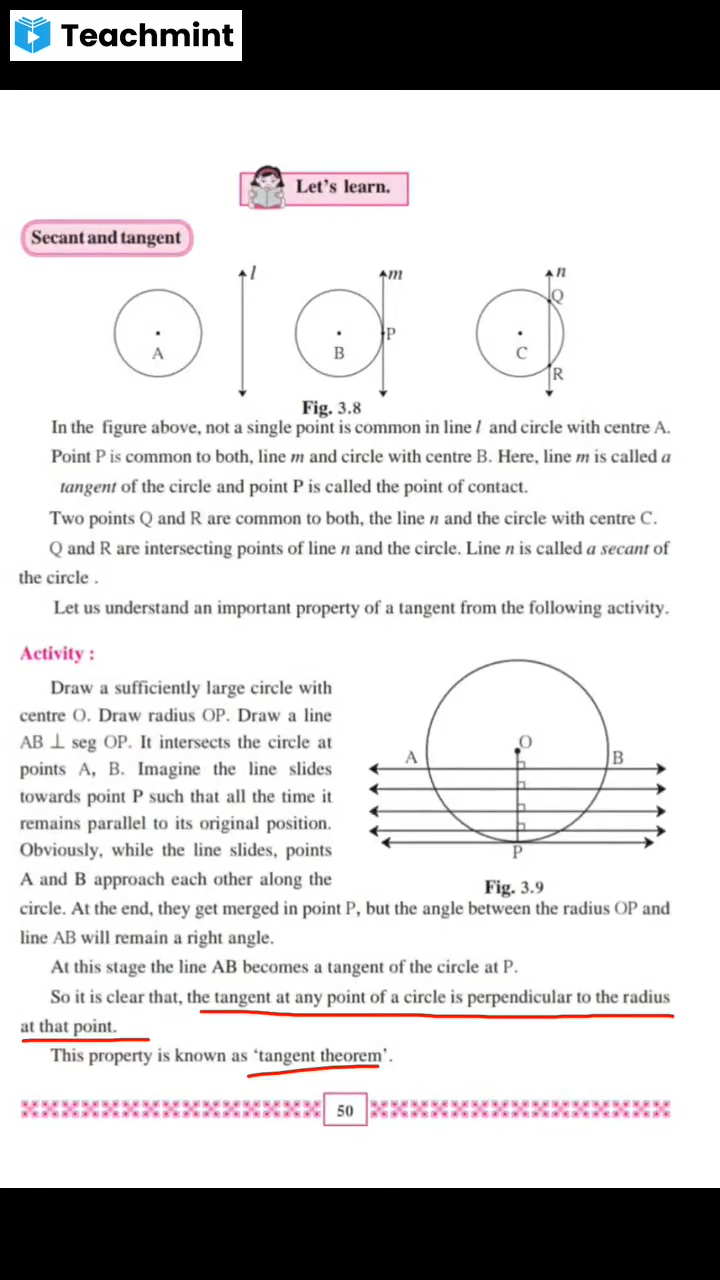 Teachmint
Let's learn.
Secant and tangent
l
m
n
Q
P
A
B
C
R
Fig. 3.8
In the figure above, not a single point is common in line l and circle with centre A.
Point P is common to both, line m and circle with centre B. Here, line m is called a
tangent of the circle and point P is called the point of contact.
Two points Q and R are common to both, the line n and the circle with centre C.
Q and R are intersecting points of line n and the circle. Line n is called a secant of
the circle .
Let us understand an important property of a tangent from the following activity.
Activity :
Draw a sufficiently large circle with
centre O. Draw radius OP. Draw a line
AB ⊥ seg OP. It intersects the circle at
points A, B. Imagine the line slides
towards point P such that all the time it
remains parallel to its original position.
Obviously, while the line slides, points
A and B approach each other along the
O
A
B
P
Fig. 3.9
circle. At the end, they get merged in point P, but the angle between the radius OP and
line AB will remain a right angle.
At this stage the line AB becomes a tangent of the circle at P.
So it is clear that, the tangent at any point of a circle is perpendicular to the radius
at that point.
This property is known as ‘tangent theorem’.
50